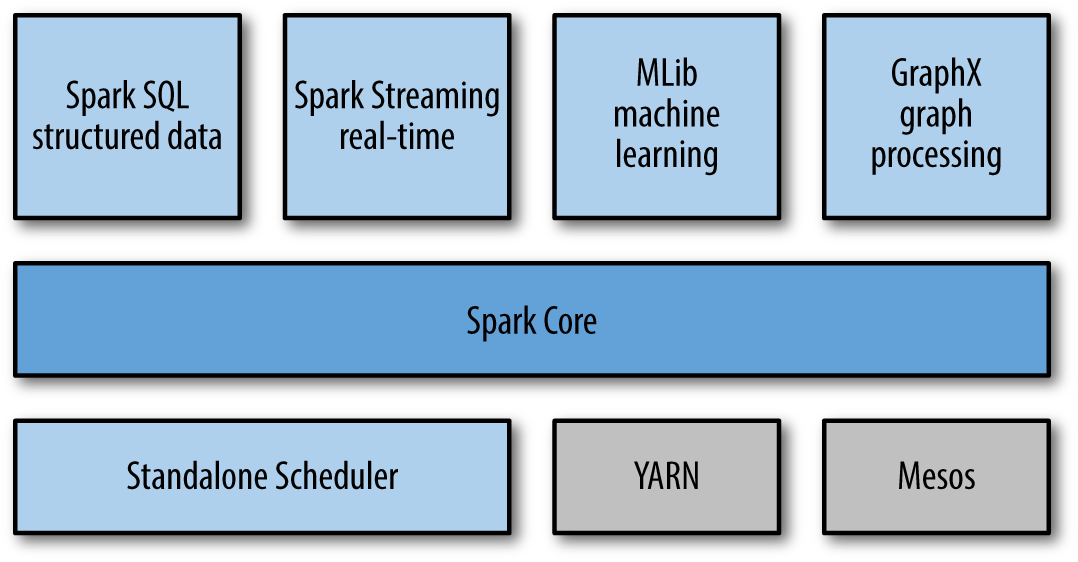 Spark SQL
structured data
Spark Streaming
real-time
MLib
machine
learning
GraphX
graph
processing
Spark Core
Standalone Scheduler
YARN
Mesos